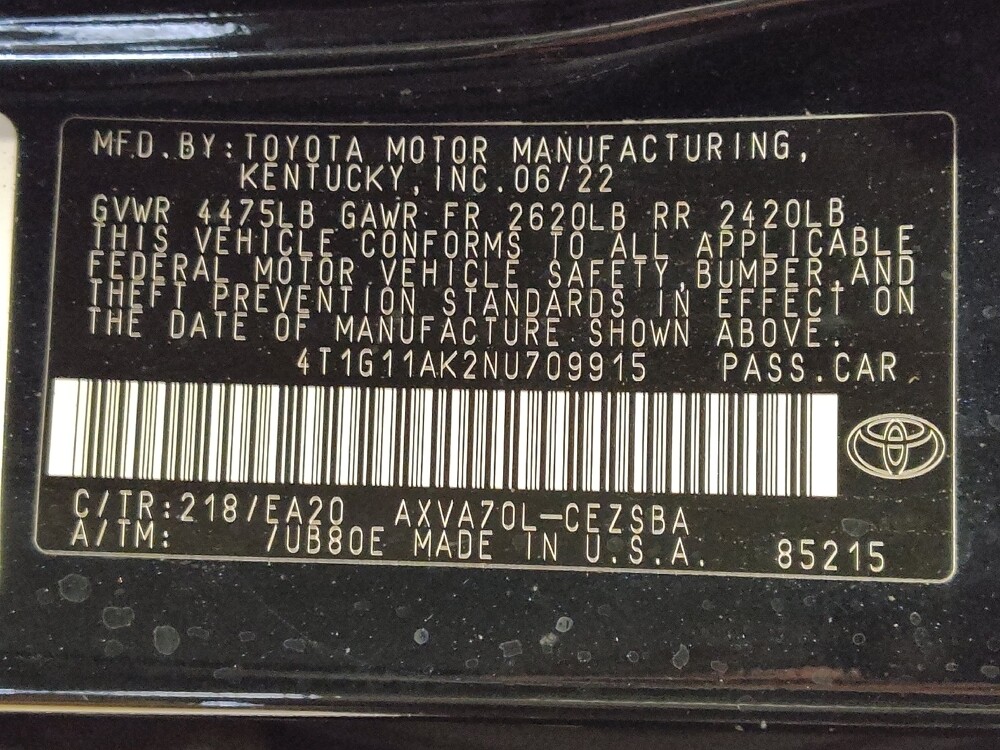 MFD.BY:TOYOTA MOTOR MANUFACTURING,
KENTUCKY,INC.06/22
GVWR 4475LB GAWR FR 2620LB RR 2420LB
THIS VEHICLE CONFORMS TO ALL APPLICABLE
FEDERAL MOTOR VEHICLE SAFETY,BUMPER,AND
THEFT PREVENTION STANDARDS IN EFFECT ON
THE DATE OF MANUFACTURE SHOWN ABOVE.
4T1G11AK2NU709915 PASS.CAR
C/TR:218/EA20 AXVA70L-CEZSBA
A/TM: /UB80E MADE IN U.S.A. 85215